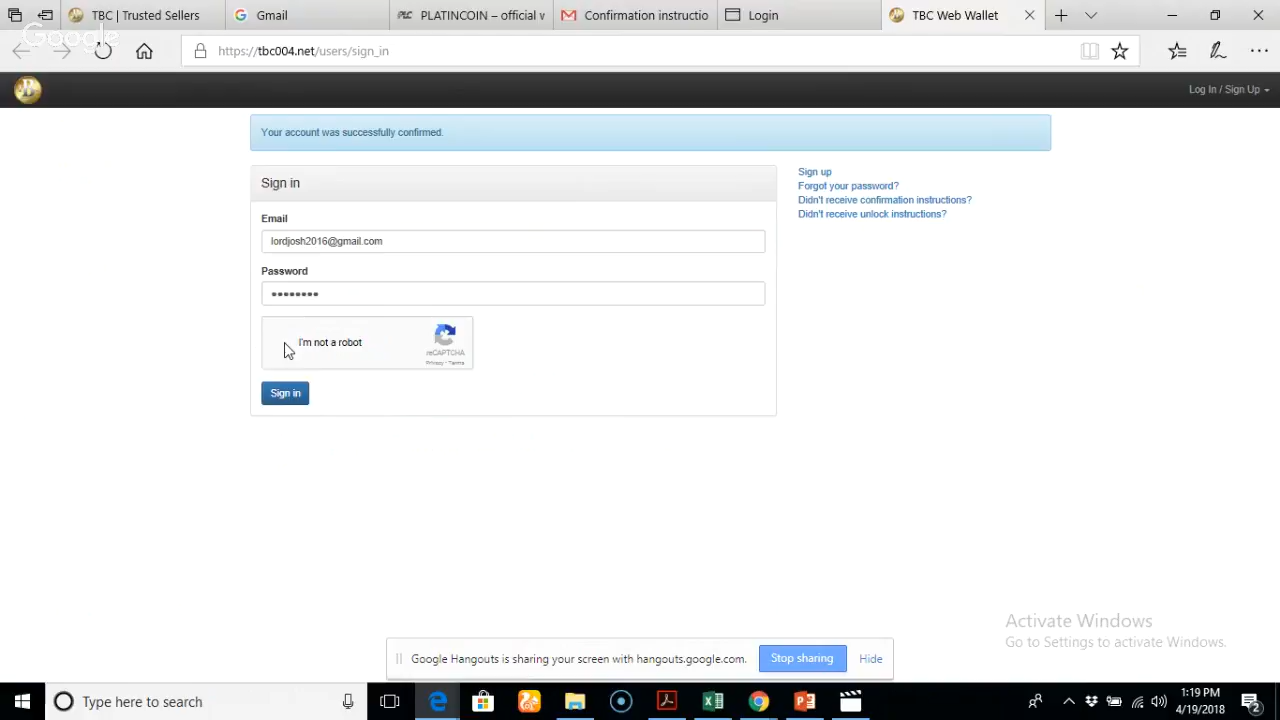 TBC | Trusted Sellers
Gmail
PLATINCOIN – official v
Confirmation instructio
Login
TBC Web Wallet
Google
https://tbc004.net/users/sign_in
Log In / Sign Up
Your account was successfully confirmed.
Sign in
Email
lordjosh2016@gmail.com
Password
I'm not a robot
reCAPTCHA
Privacy - Terms
Sign in
Sign up
Forgot your password?
Didn't receive confirmation instructions?
Didn't receive unlock instructions?
Activate Windows
Go to Settings to activate Windows.
Google Hangouts is sharing your screen with hangouts.google.com.
Stop sharing
Hide
Type here to search
1:19 PM
4/19/2018
2